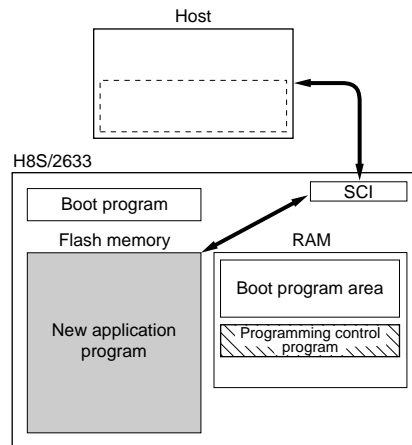 Host
H8S/2633
SCI
Boot program
Flash memory
RAM
Boot program area
New application
program
Programming control
program